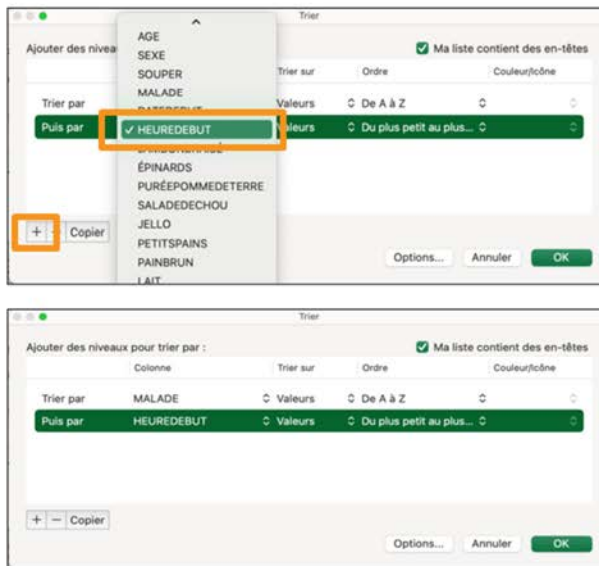 Trier
Ajouter des nivea
Ma liste contient des en-têtes
Trier sur Ordre Couleur/Icône
Trier par Valeurs De A à Z
Puis par Valeurs Du plus petit au plus...
AGE
SEXE
SOUPER
MALADE
DATEDEBUT
✓ HEUREDEBUT
ÉPINARDS
PURÉEPOMMEDETERRE
SALADEDECHOU
JELLO
PETITSPAINS
PAINBRUN
LAIT
+ − Copier
Options... Annuler OK
Trier
Ajouter des niveaux pour trier par : Ma liste contient des en-têtes
Colonne Trier sur Ordre Couleur/Icône
Trier par MALADE Valeurs De A à Z
Puis par HEUREDEBUT Valeurs Du plus petit au plus...
+ − Copier
Options... Annuler OK